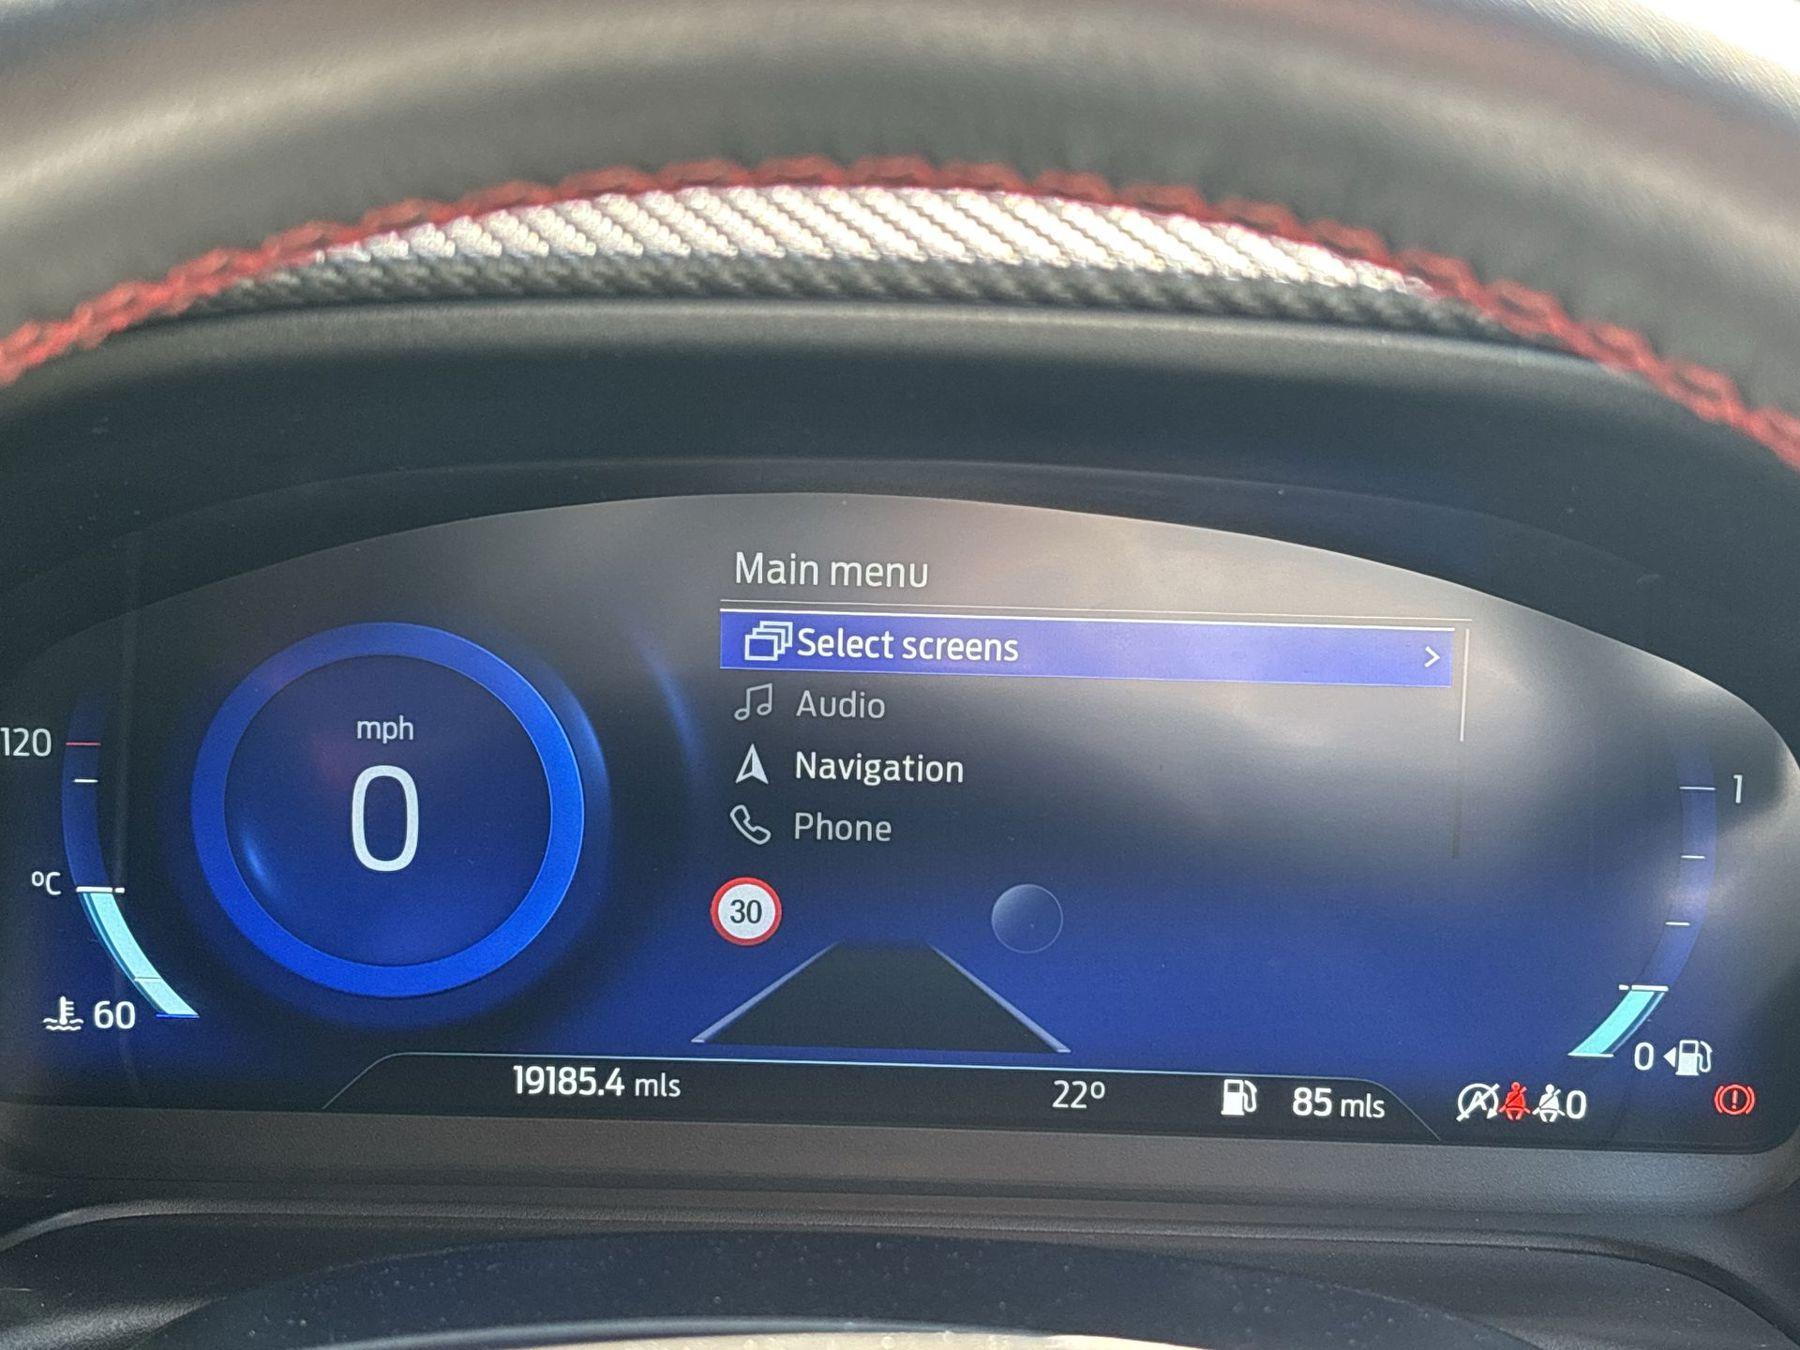 Main menu
Select screens
Audio
Navigation
Phone
mph
0
120
°C
60
30
1
0
19185.4 mls
22°
85 mls
0